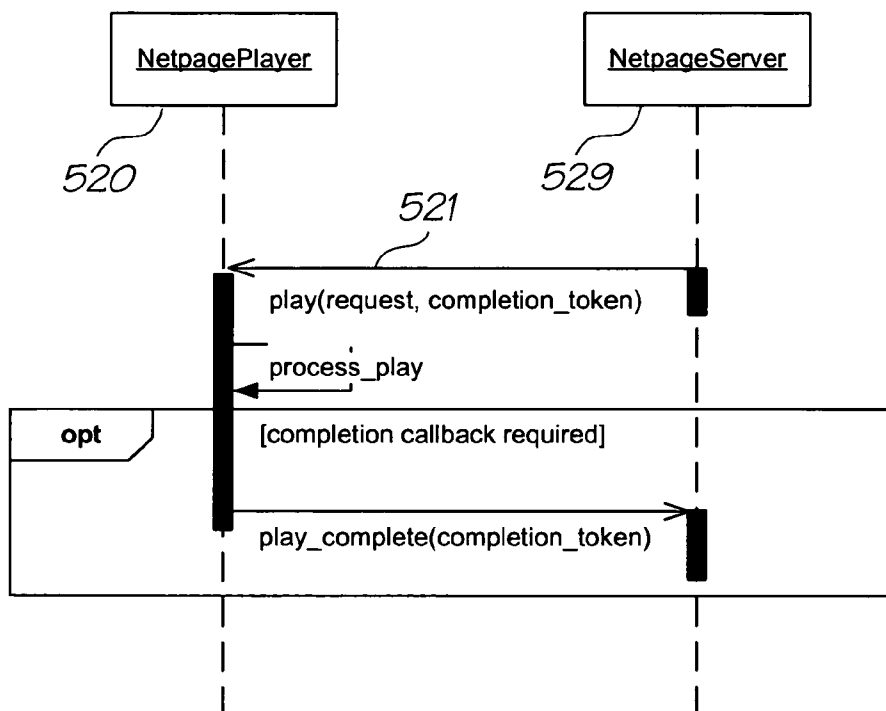 NetpagePlayer
NetpageServer
520
529
521
play(request, completion_token)
process_play
opt
[completion callback required]
play_complete(completion_token)